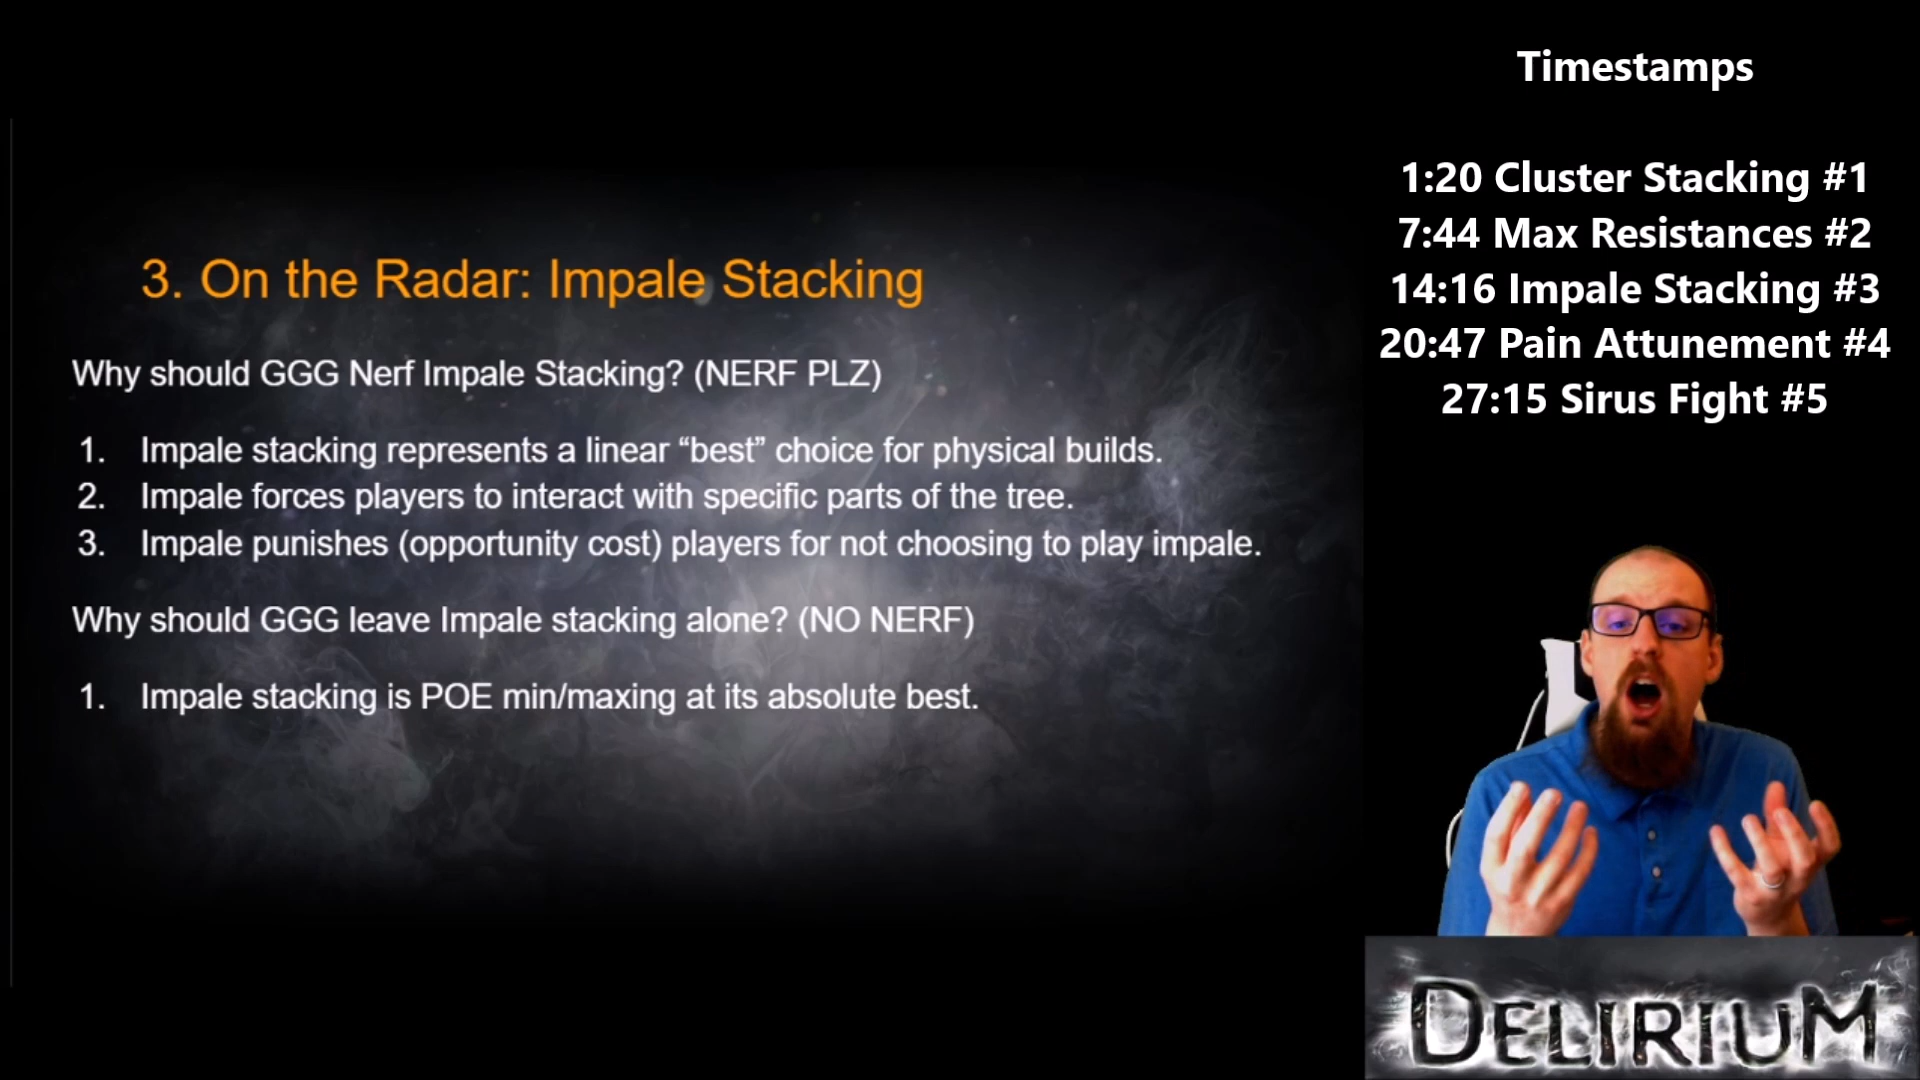 3. On the Radar: Impale Stacking
Why should GGG Nerf Impale Stacking? (NERF PLZ)
1. Impale stacking represents a linear “best” choice for physical builds.
2. Impale forces players to interact with specific parts of the tree.
3. Impale punishes (opportunity cost) players for not choosing to play impale.
Why should GGG leave Impale stacking alone? (NO NERF)
1. Impale stacking is POE min/maxing at its absolute best.
Timestamps
1:20 Cluster Stacking #1
7:44 Max Resistances #2
14:16 Impale Stacking #3
20:47 Pain Attunement #4
27:15 Sirus Fight #5
DELIRIUM